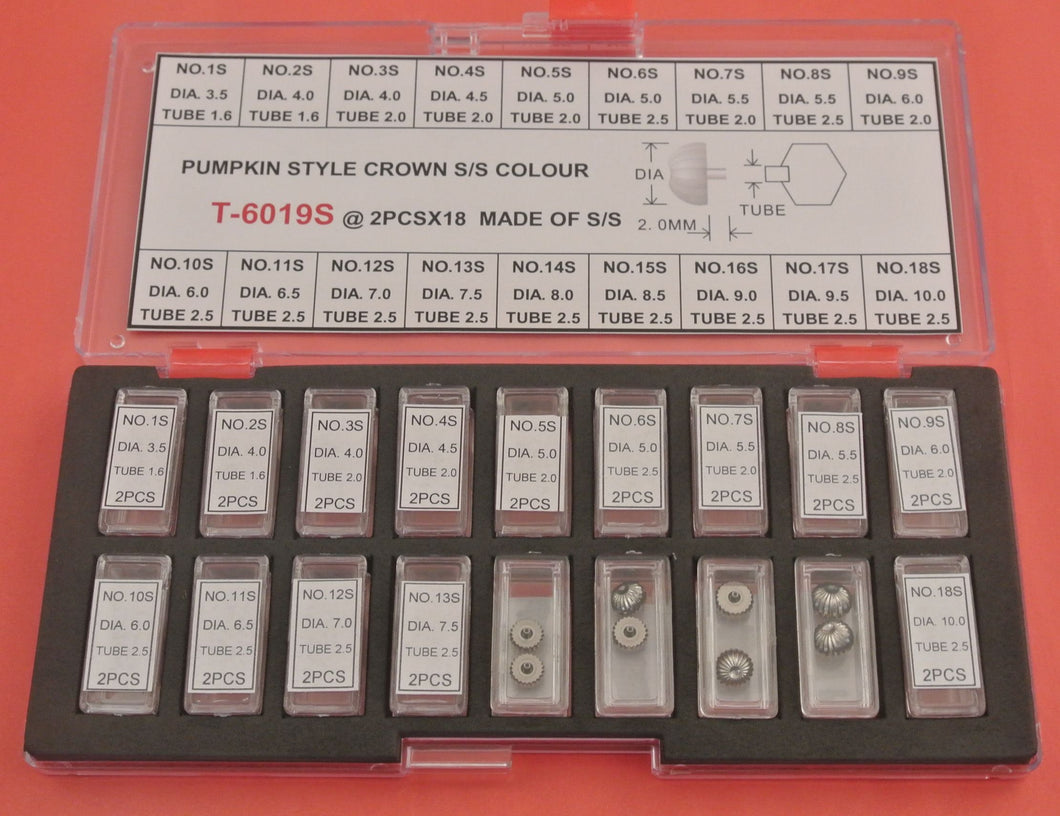 NO.1S NO.2S NO.3S NO.4S NO.5S NO.6S NO.7S NO.8S NO.9S
DIA. 3.5 DIA. 4.0 DIA. 4.0 DIA. 4.5 DIA. 5.0 DIA. 5.0 DIA. 5.5 DIA. 5.5 DIA. 6.0
TUBE 1.6 TUBE 1.6 TUBE 2.0 TUBE 2.0 TUBE 2.0 TUBE 2.5 TUBE 2.0 TUBE 2.5 TUBE 2.0
PUMPKIN STYLE CROWN S/S COLOUR
T-6019S @ 2PCSX18 MADE OF S/S
DIA
TUBE
2. 0MM
NO.10S NO.11S NO.12S NO.13S NO.14S NO.15S NO.16S NO.17S NO.18S
DIA. 6.0 DIA. 6.5 DIA. 7.0 DIA. 7.5 DIA. 8.0 DIA. 8.5 DIA. 9.0 DIA. 9.5 DIA. 10.0
TUBE 2.5 TUBE 2.5 TUBE 2.5 TUBE 2.5 TUBE 2.5 TUBE 2.5 TUBE 2.5 TUBE 2.5 TUBE 2.5
NO.1S
DIA. 3.5
TUBE 1.6
2PCS
NO.2S
DIA. 4.0
TUBE 1.6
2PCS
NO.3S
DIA. 4.0
TUBE 2.0
2PCS
NO.4S
DIA. 4.5
TUBE 2.0
2PCS
NO.5S
DIA. 5.0
TUBE 2.0
2PCS
NO.6S
DIA. 5.0
TUBE 2.5
2PCS
NO.7S
DIA. 5.5
TUBE 2.0
2PCS
NO.8S
DIA. 5.5
TUBE 2.5
2PCS
NO.9S
DIA. 6.0
TUBE 2.0
2PCS
NO.10S
DIA. 6.0
TUBE 2.5
2PCS
NO.11S
DIA. 6.5
TUBE 2.5
2PCS
NO.12S
DIA. 7.0
TUBE 2.5
2PCS
NO.13S
DIA. 7.5
TUBE 2.5
2PCS
NO.18S
DIA. 10.0
TUBE 2.5
2PCS